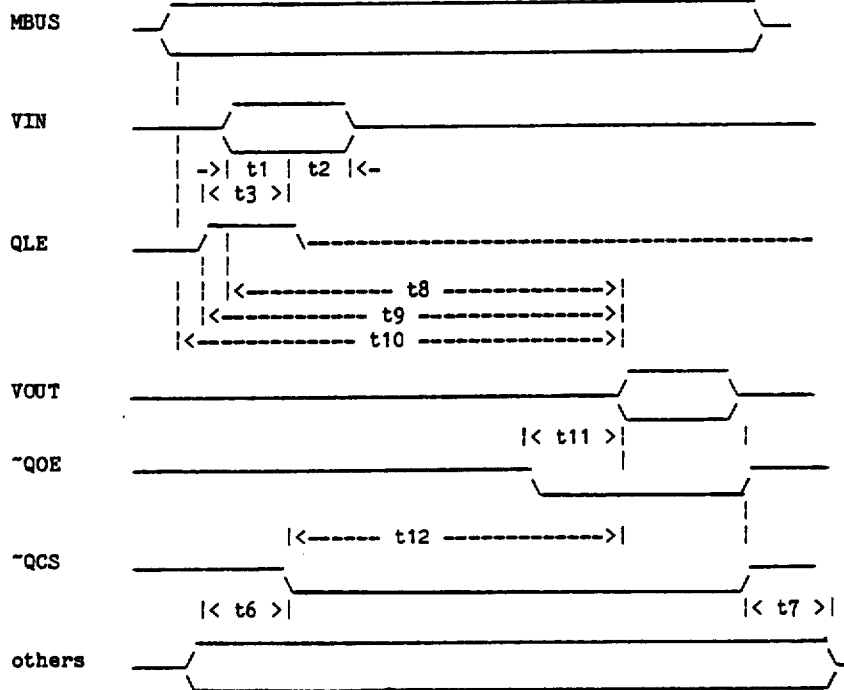 MBUS
VIN
->| t1 | t2 |<-
|< t3 >|
QLE
|<----------- t8 ----------->|
|<------------ t9 ------------>|
|<------------- t10 ------------->|
VOUT
|< t11 >|
~QOE
|<------ t12 ---------->|
~QCS
|< t6 >| |< t7 >|
others